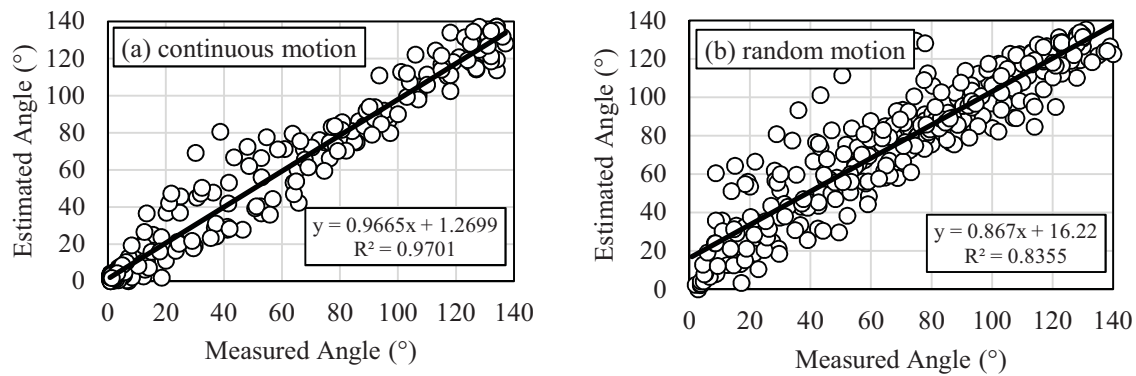 (a) continuous motion
Estimated Angle (°)
140
120
100
80
60
40
20
0
y = 0.9665x + 1.2699
R² = 0.9701
0 20 40 60 80 100 120 140
Measured Angle (°)
(b) random motion
Estimated Angle (°)
140
120
100
80
60
40
20
0
y = 0.867x + 16.22
R² = 0.8355
0 20 40 60 80 100 120 140
Measured Angle (°)